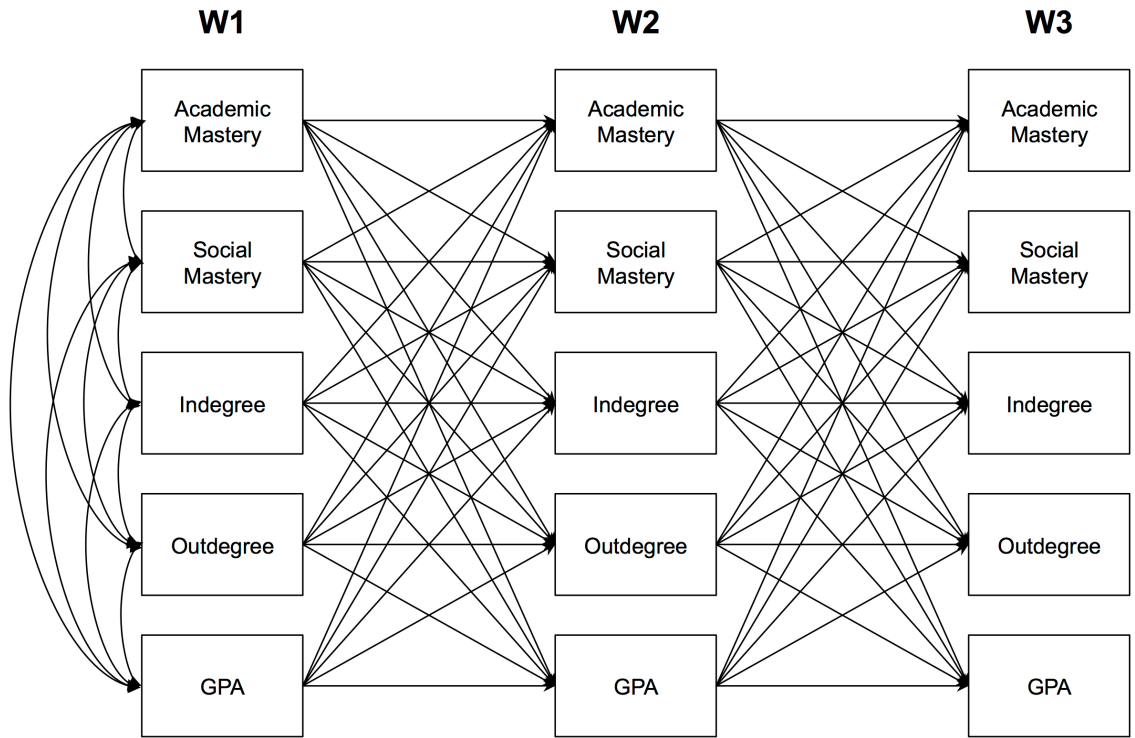 W1 W2 W3
Academic Mastery Academic Mastery Academic Mastery
Social Mastery Social Mastery Social Mastery
Indegree Indegree Indegree
Outdegree Outdegree Outdegree
GPA GPA GPA